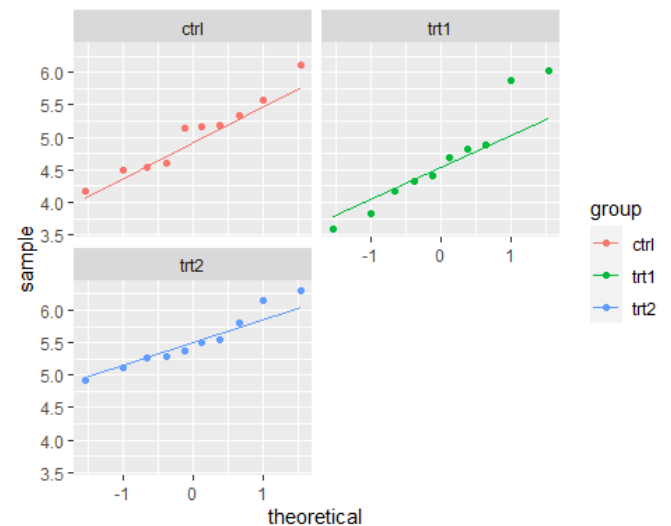 ctrl
trt1
6.0
5.5
5.0
4.5
4.0
3.5
-1
0
1
sample
group
ctrl
trt1
trt2
trt2
6.0
5.5
5.0
4.5
4.0
3.5
-1
0
1
theoretical